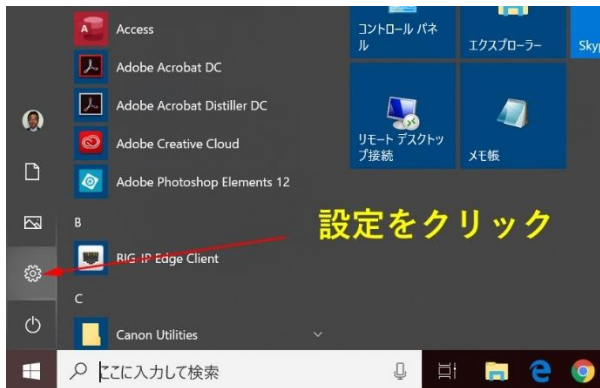 Access
Adobe Acrobat DC
Adobe Acrobat Distiller DC
Adobe Creative Cloud
Adobe Photoshop Elements 12
B
BIG-IP Edge Client
C
Canon Utilities
コントロール パネ
ル
エクスプローラー
Skyp
リモート デスクトッ
プ接続
メモ帳
設定をクリック
ここに入力して検索